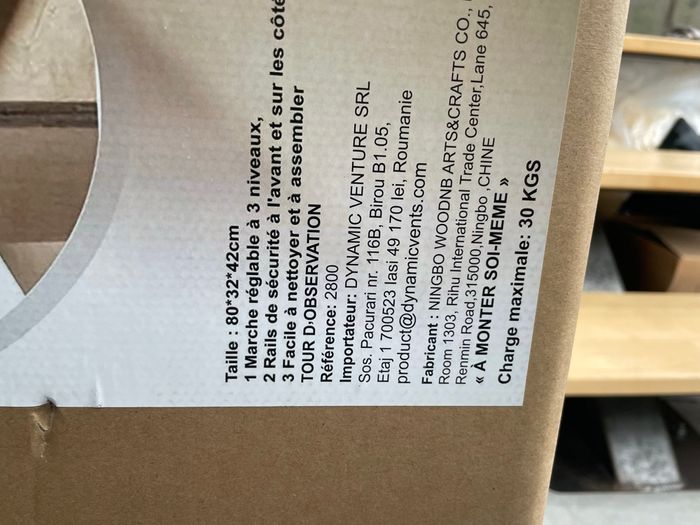 Taille : 80*32*42cm
1 Marche réglable à 3 niveaux,
2 Rails de sécurité à l'avant et sur les côté
3 Facile à nettoyer et à assembler
TOUR D'OBSERVATION
Référence: 2800
Importateur: DYNAMIC VENTURE SRL
Sos. Pacurari nr. 116B, Birou B1.05,
Etaj 1 700523 Iasi 49 170 lei, Roumanie
product@dynamicvents.com
Fabricant : NINGBO WOODNB ARTS&CRAFTS CO.,
Room 1303, Rihu International Trade Center,Lane 645,
Renmin Road,315000,Ningbo ,CHINE
« À MONTER SOI-MEME »
Charge maximale: 30 KGS